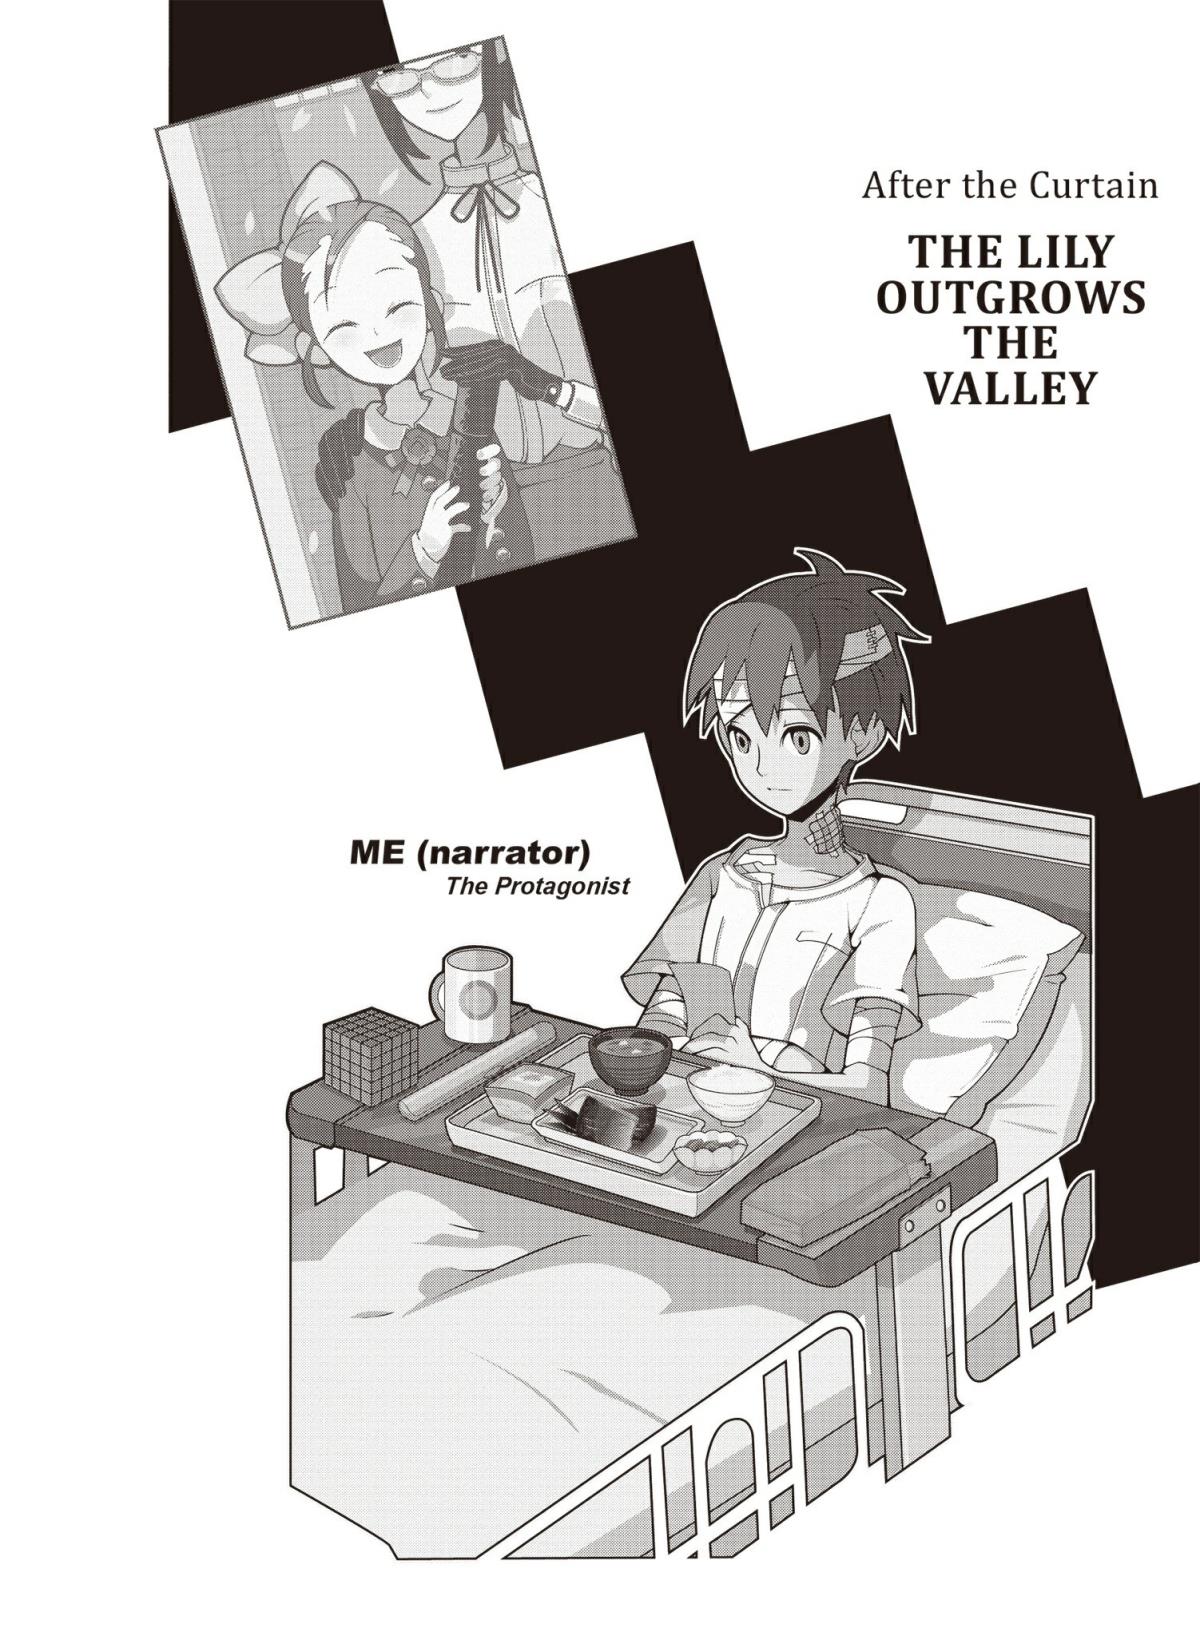 After the Curtain
THE LILY
OUTGROWS
THE
VALLEY
ME (narrator)
The Protagonist